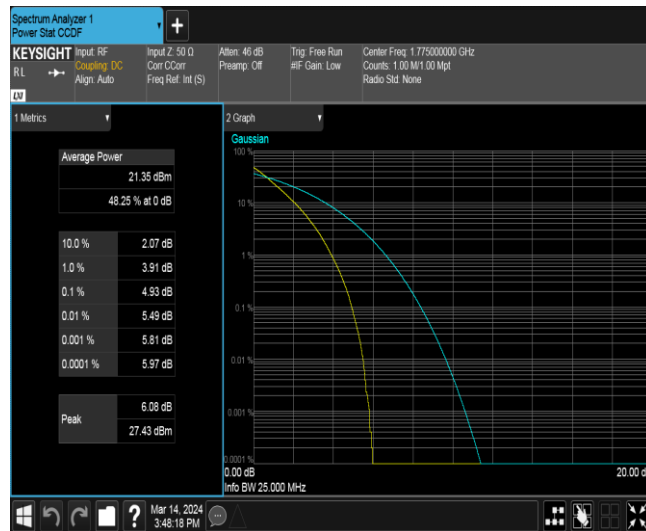 Spectrum Analyzer 1
Power Stat CCDF
+
KEYSIGHT
RL
LXI
Input: RF
Coupling: DC
Align: Auto
Input Z: 50 Ω
Corr CCorr
Freq Ref: Int (S)
Atten: 46 dB
Preamp: Off
Trig: Free Run
#IF Gain: Low
Center Freq: 1.775000000 GHz
Counts: 1.00 M/1.00 Mpt
Radio Std: None
1 Metrics
Average Power
21.35 dBm
48.25 % at 0 dB
10.0 % 2.07 dB
1.0 % 3.91 dB
0.1 % 4.93 dB
0.01 % 5.49 dB
0.001 % 5.81 dB
0.0001 % 5.97 dB
Peak
6.08 dB
27.43 dBm
2 Graph
Gaussian
100 %
10 %
1 %
0.1 %
0.01 %
0.001 %
0.0001 %
0.00 dB
20.00 d
Info BW 25.000 MHz
?
Mar 14, 2024
3:48:18 PM